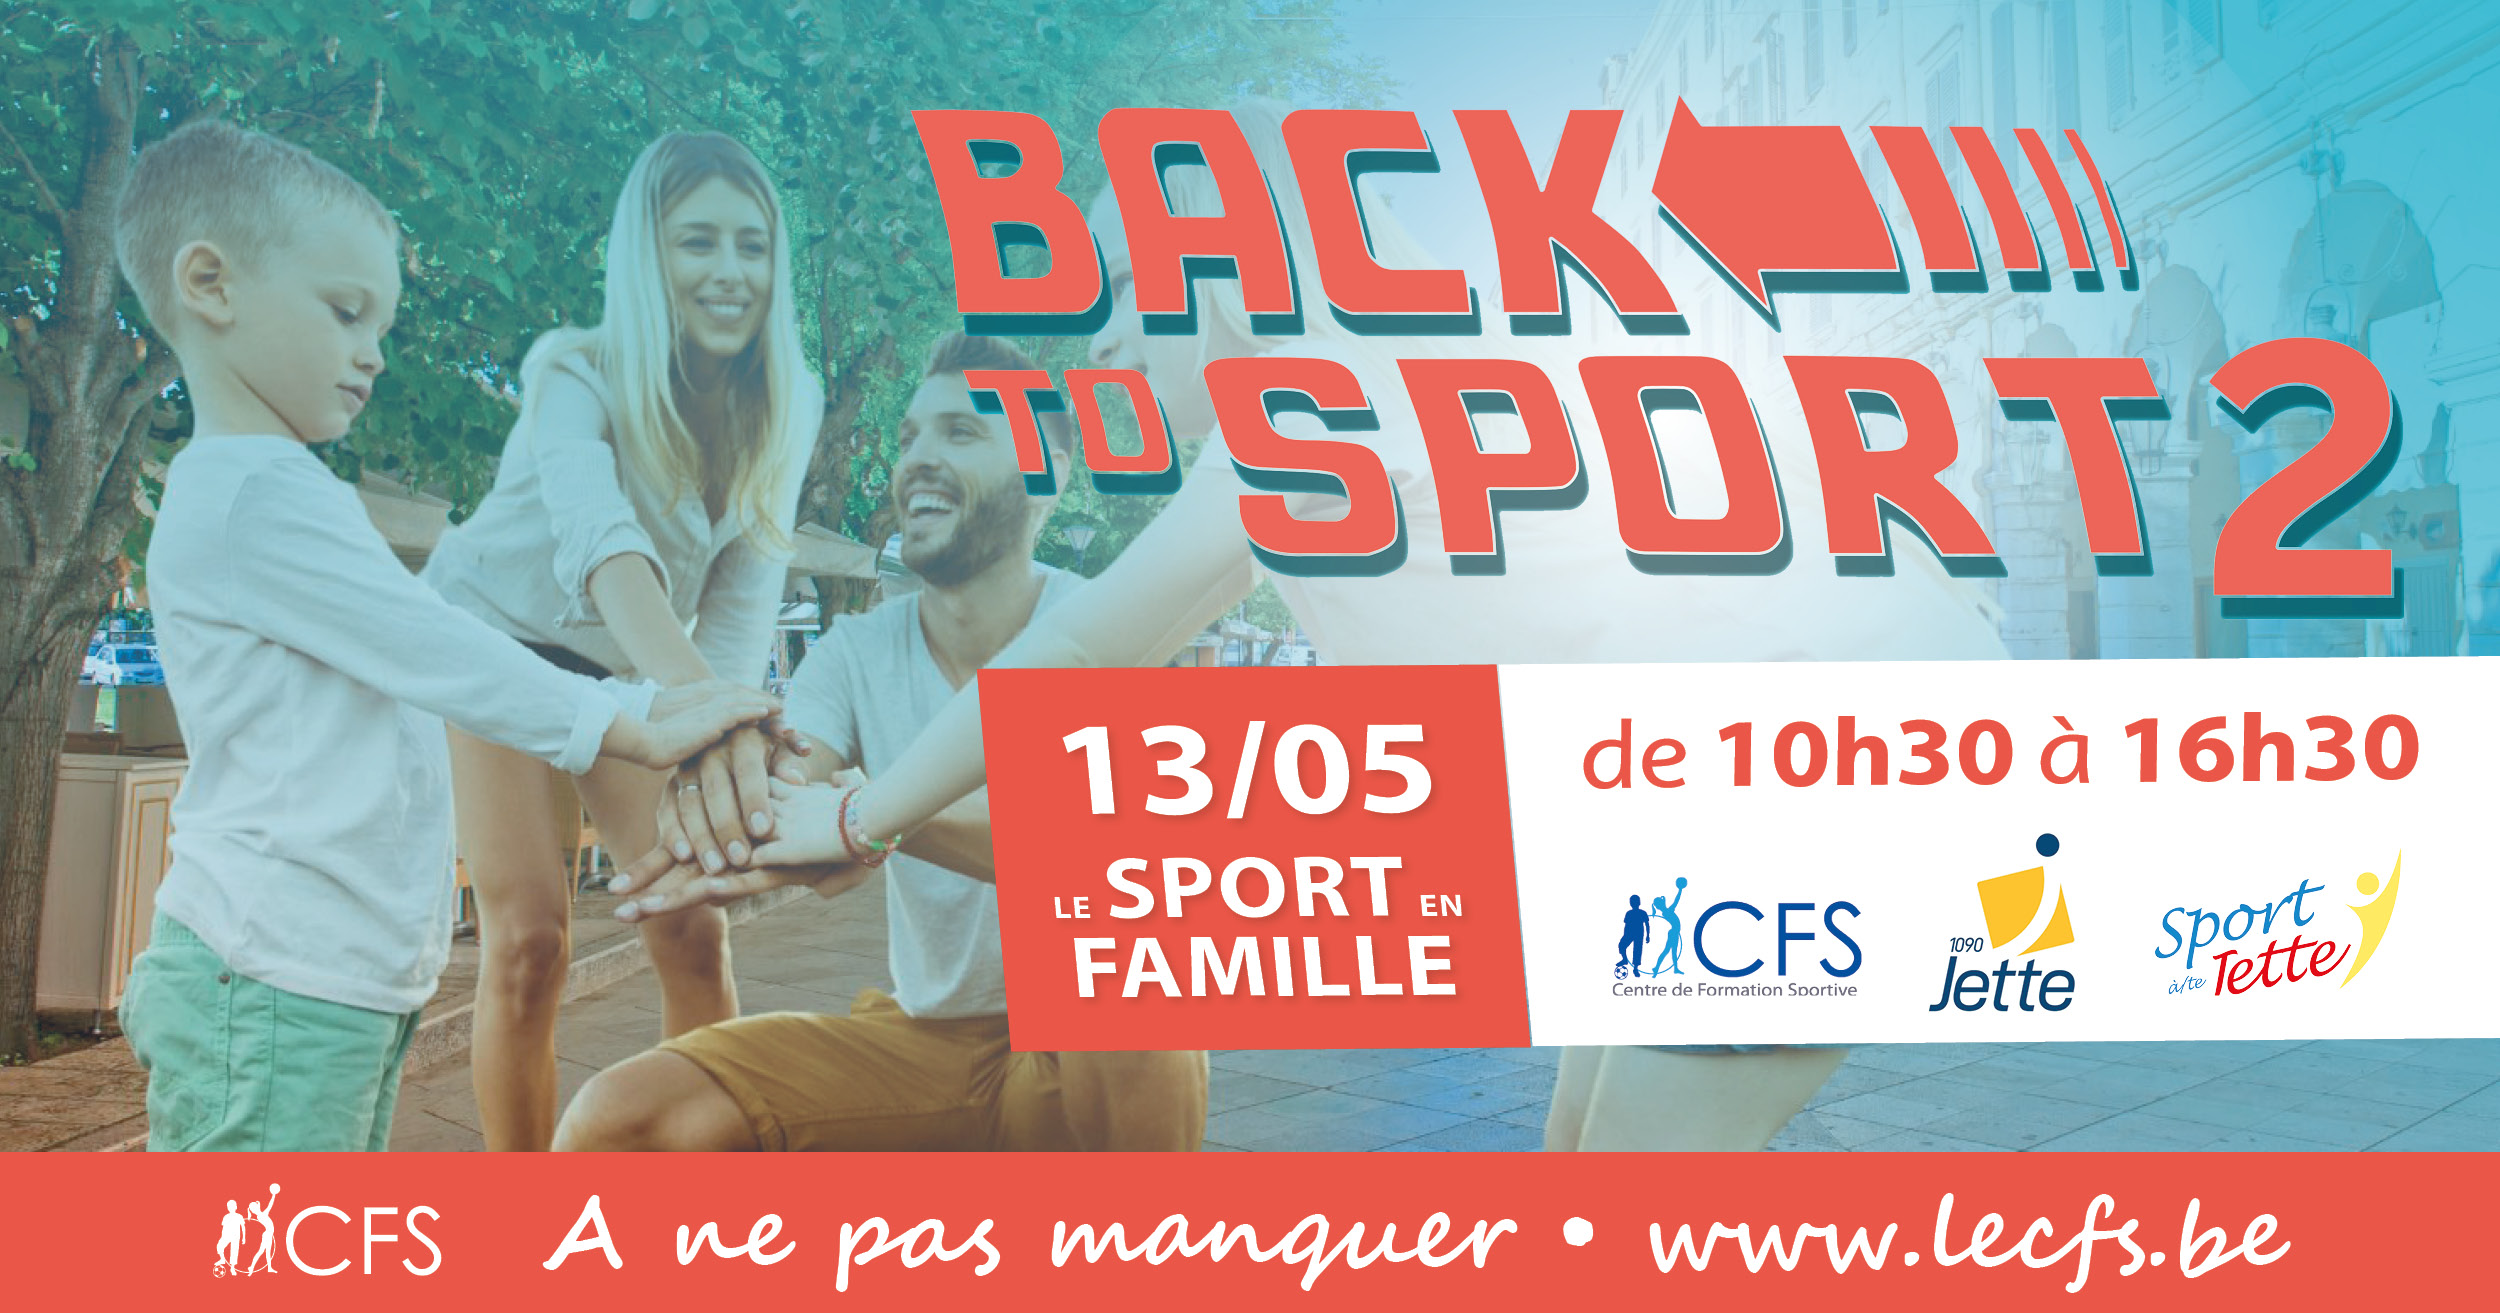 BACK
TO SPORT 2
13/05
LE SPORT EN
FAMILLE
de 10h30 à 16h30
CFS
Centre de Formation Sportive
1090
Jette
Sport
à/te Jette
CFS A ne pas manquer • www.lecfs.be